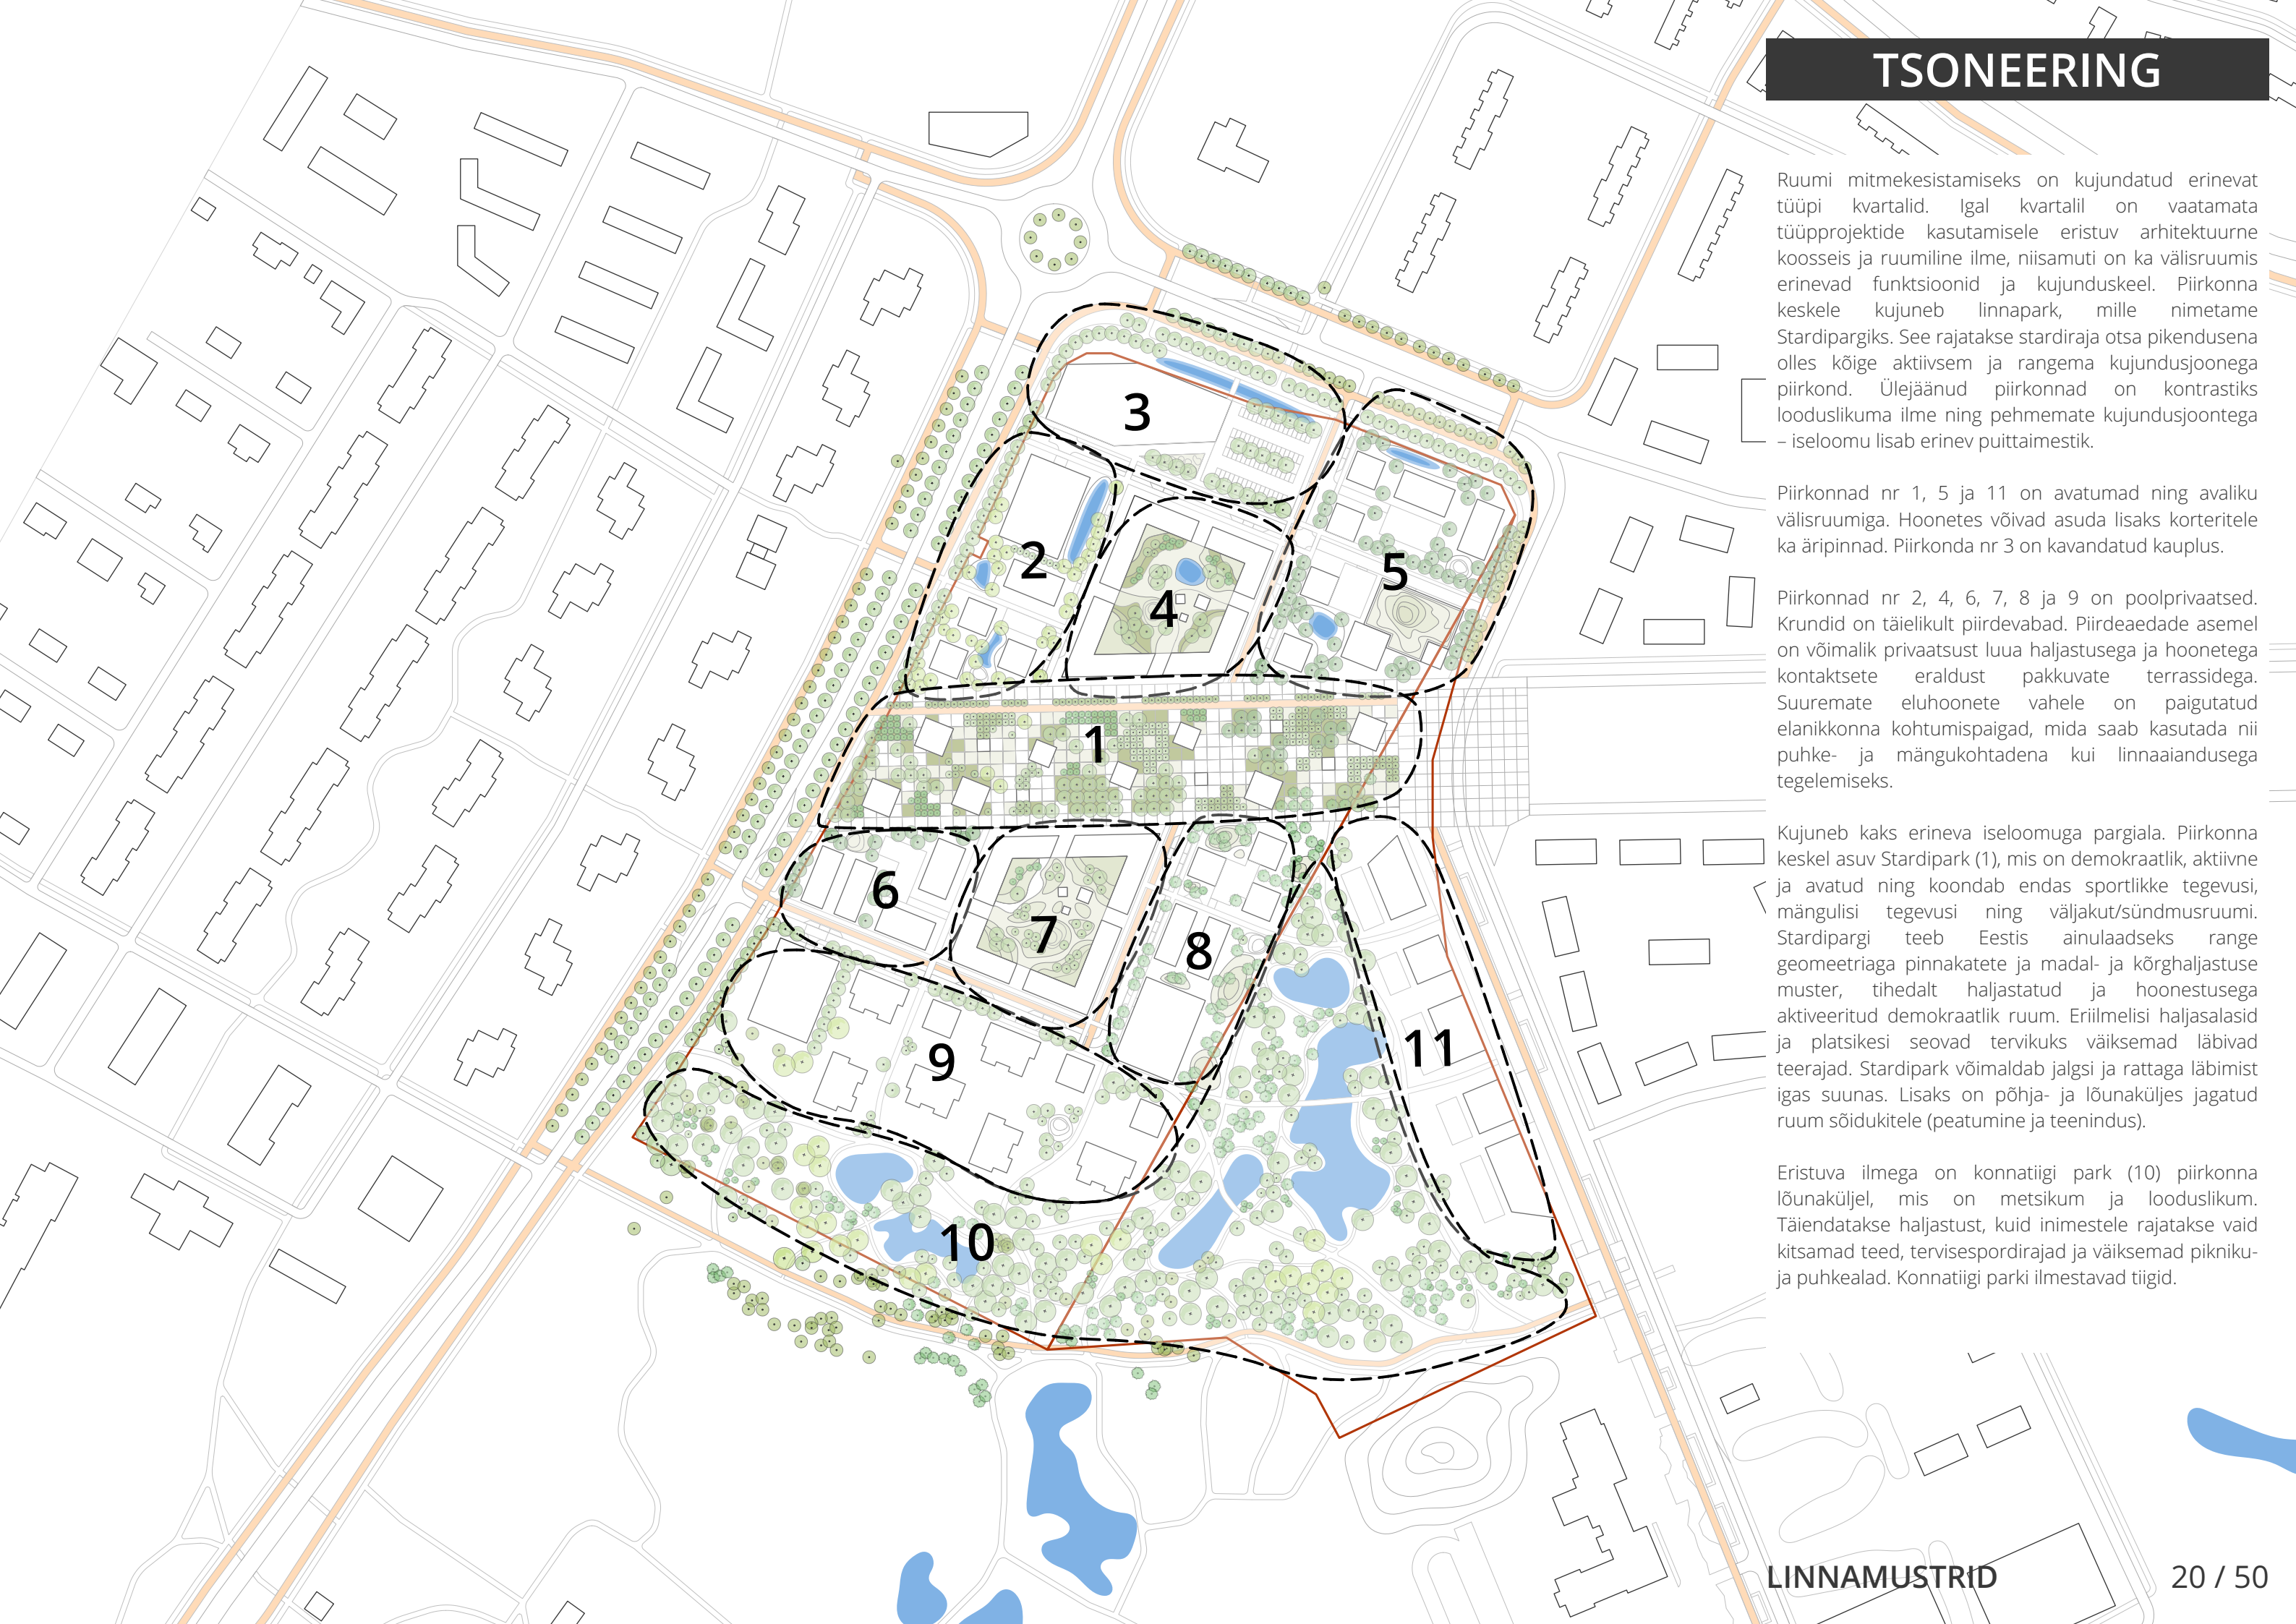 TSONEERING
Ruumi mitmekesistamiseks on kujundatud erinevat
tüüpi kvartalid. Igal kvartalil on vaatamata
tüüpprojektide kasutamisele eristuv arhitektuurne
koosseis ja ruumiline ilme, niisamuti on ka välisruumis
erinevad funktsioonid ja kujunduskeel. Piirkonna
keskele kujuneb linnapark, mille nimetame
Stardipargiks. See rajatakse stardiraja otsa pikendusena
olles kõige aktiivsem ja rangema kujundusjoonega
piirkond. Ülejäänud piirkonnad on kontrastiks
looduslikuma ilme ning pehmemate kujundusjoontega
– iseloomu lisab erinev puittaimestik.
Piirkonnad nr 1, 5 ja 11 on avatumad ning avaliku
välisruumiga. Hoonetes võivad asuda lisaks korteritele
ka äripinnad. Piirkonda nr 3 on kavandatud kauplus.
Piirkonnad nr 2, 4, 6, 7, 8 ja 9 on poolprivaatsed.
Krundid on täielikult piirdevabad. Piirdeaedade asemel
on võimalik privaatsust luua haljastusega ja hoonetega
kontaktsete eraldust pakkuvate terrassidega.
Suuremate eluhoonete vahele on paigutatud
elanikkonna kohtumispaigad, mida saab kasutada nii
puhke- ja mängukohtadena kui linnaaiandusega
tegelemiseks.
Kujuneb kaks erineva iseloomuga pargiala. Piirkonna
keskel asuv Stardipark (1), mis on demokraatlik, aktiivne
ja avatud ning koondab endas sportlikke tegevusi,
mängulisi tegevusi ning väljakut/sündmusruumi.
Stardipargi teeb Eestis ainulaadseks range
geomeetriaga pinnakatete ja madal- ja kõrghaljastuse
muster, tihedalt haljastatud ja hoonestusega
aktiveeritud demokraatlik ruum. Eriilmelisi haljasalasid
ja platsikesi seovad tervikuks väiksemad läbivad
teerajad. Stardipark võimaldab jalgsi ja rattaga läbimist
igas suunas. Lisaks on põhja- ja lõunaküljes jagatud
ruum sõidukitele (peatumine ja teenindus).
Eristuva ilmega on konnatiigi park (10) piirkonna
lõunaküljel, mis on metsikum ja looduslikum.
Täiendatakse haljastust, kuid inimestele rajatakse vaid
kitsamad teed, tervisespordirajad ja väiksemad pikniku-
ja puhkealad. Konnatiigi parki ilmestavad tiigid.
3
2
4
5
1
6
7
8
9
11
10
LINNAMUSTRID
20 / 50